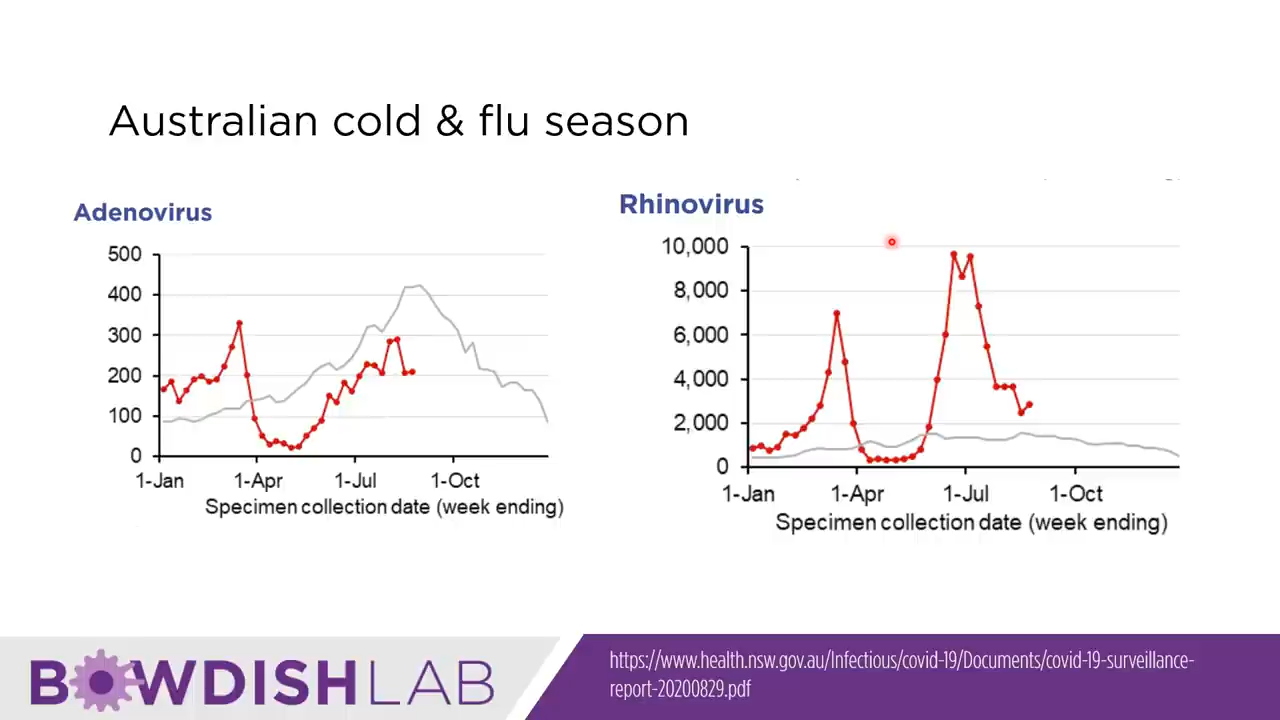 Australian cold & flu season
Adenovirus
500
400
300
200
100
0
1-Jan 1-Apr 1-Jul 1-Oct
Specimen collection date (week ending)
Rhinovirus
10,000
8,000
6,000
4,000
2,000
0
1-Jan 1-Apr 1-Jul 1-Oct
Specimen collection date (week ending)
BOWDISHLAB
https://www.health.nsw.gov.au/Infectious/covid-19/Documents/covid-19-surveillance-
report-20200829.pdf